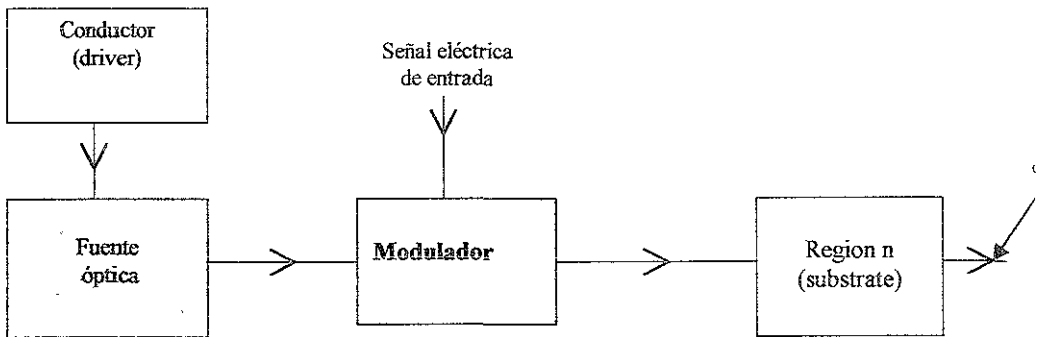 Conductor
(driver)
Señal eléctrica
de entrada
Fuente
óptica
Modulador
Region n
(substrate)